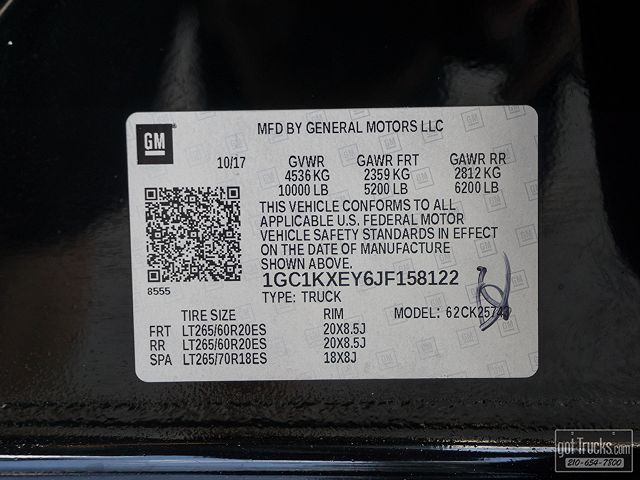 GM
MFD BY GENERAL MOTORS LLC
10/17 GVWR GAWR FRT GAWR RR
4536 KG 2359 KG 2812 KG
10000 LB 5200 LB 6200 LB
THIS VEHICLE CONFORMS TO ALL
APPLICABLE U.S. FEDERAL MOTOR
VEHICLE SAFETY STANDARDS IN EFFECT
ON THE DATE OF MANUFACTURE
SHOWN ABOVE.
8555
1GC1KXEY6JF158122
TYPE: TRUCK
TIRE SIZE RIM MODEL: 62CK25743
FRT LT265/60R20ES 20X8.5J
RR LT265/60R20ES 20X8.5J
SPA LT265/70R18ES 18X8J
gotTrucks.com
210-654-7800